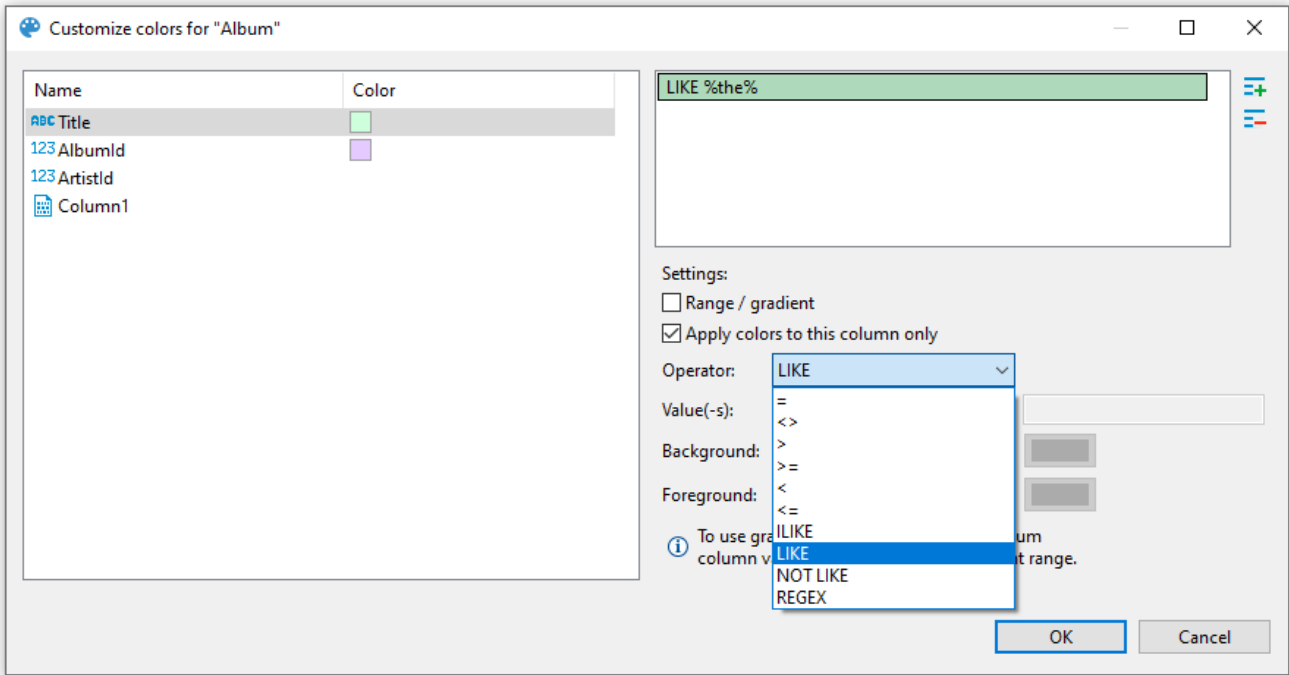 Customize colors for "Album"
Name Color
ABC Title
123 AlbumId
123 ArtistId
Column1
LIKE %the%
Settings:
Range / gradient
Apply colors to this column only
Operator: LIKE
=
Value(-s):
<>
>
Background:
>=
<
Foreground:
<=
ILIKE
To use gra um
LIKE
column v t range.
NOT LIKE
REGEX
OK Cancel